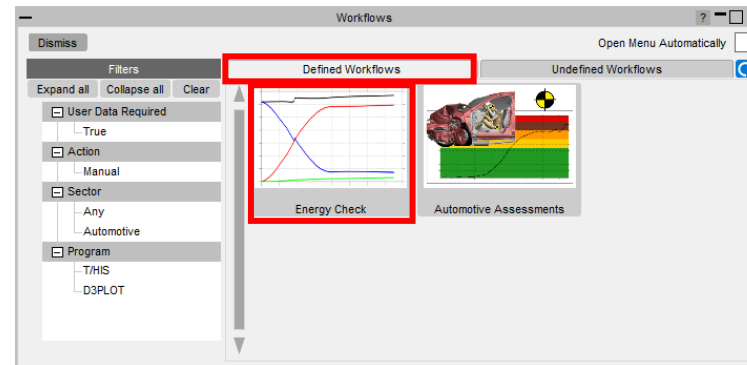 Workflows
?
Dismiss
Open Menu Automatically
Filters
Defined Workflows
Undefined Workflows
Expand all
Collapse all
Clear
User Data Required
True
Action
Manual
Sector
Any
Automotive
Program
T/HIS
D3PLOT
Energy Check
Automotive Assessments